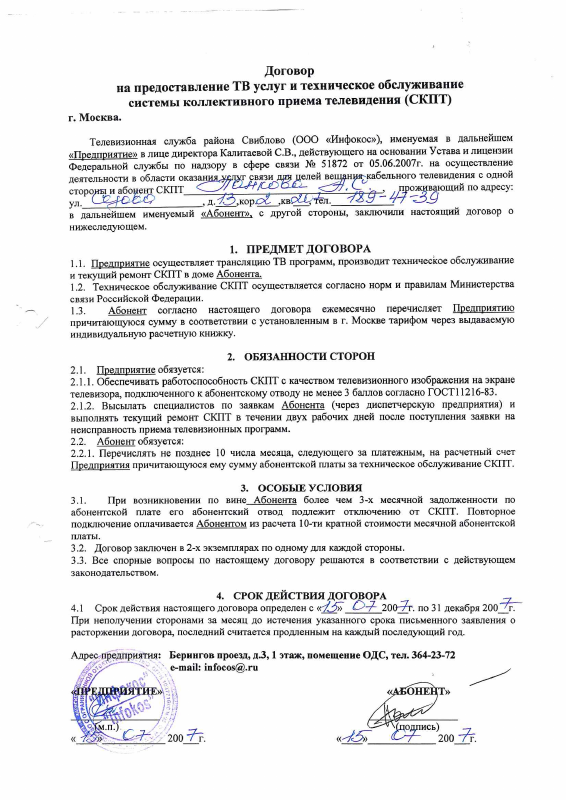 Договор
на предоставление ТВ услуг и техническое обслуживание
системы коллективного приема телевидения (СКПТ)
г. Москва.
Телевизионная служба района Свиблово (ООО «Инфокос»), именуемая в дальнейшем
«Предприятие» в лице директора Калитаевой С.В., действующего на основании Устава и лицензии
Федеральной службы по надзору в сфере связи № 51872 от 05.06.2007г. на осуществление
деятельности в области оказания услуг связи для целей вещания кабельного телевидения с одной
стороны и абонент СКПТ Панкова А.С. , проживающий по адресу:
ул. , д. 13, кор. 2 , кв. , тел. 189-47-39
в дальнейшем именуемый «Абонент», с другой стороны, заключили настоящий договор о
нижеследующем.
1. ПРЕДМЕТ ДОГОВОРА
1.1. Предприятие осуществляет трансляцию ТВ программ, производит техническое обслуживание
и текущий ремонт СКПТ в доме Абонента.
1.2. Техническое обслуживание СКПТ осуществляется согласно норм и правилам Министерства
связи Российской Федерации.
1.3. Абонент согласно настоящего договора ежемесячно перечисляет Предприятию
причитающуюся сумму в соответствии с установленным в г. Москве тарифом через выдаваемую
индивидуальную расчетную книжку.
2. ОБЯЗАННОСТИ СТОРОН
2.1. Предприятие обязуется:
2.1.1. Обеспечивать работоспособность СКПТ с качеством телевизионного изображения на экране
телевизора, подключенного к абонентскому отводу не менее 3 баллов согласно ГОСТ11216-83.
2.1.2. Высылать специалистов по заявкам Абонента (через диспетчерскую предприятия) и
выполнять текущий ремонт СКПТ в течении двух рабочих дней после поступления заявки на
неисправность приема телевизионных программ.
2.2. Абонент обязуется:
2.2.1. Перечислять не позднее 10 числа месяца, следующего за платежным, на расчетный счет
Предприятия причитающуюся ему сумму абонентской платы за техническое обслуживание СКПТ.
3. ОСОБЫЕ УСЛОВИЯ
3.1. При возникновении по вине Абонента более чем 3-х месячной задолженности по
абонентской плате его абонентский отвод подлежит отключению от СКПТ. Повторное
подключение оплачивается Абонентом из расчета 10-ти кратной стоимости месячной абонентской
платы.
3.2. Договор заключен в 2-х экземплярах по одному для каждой стороны.
3.3. Все спорные вопросы по настоящему договору решаются в соответствии с действующем
законодательством.
4. СРОК ДЕЙСТВИЯ ДОГОВОРА
4.1 Срок действия настоящего договора определен с «15» 07 2007г. по 31 декабря 2007г.
При неполучении сторонами за месяц до истечения указанного срока письменного заявления о
расторжении договора, последний считается продленным на каждый последующий год.
Адрес предприятия: Берингов проезд, д.3, 1 этаж, помещение ОДС, тел. 364-23-72
e-mail: infocos@.ru
«ПРЕДПРИЯТИЕ» «АБОНЕНТ»
"Инфокос"
"Infokos"
(м.п.) (подпись)
«15» 07 2007г. «15» 07 2007г.